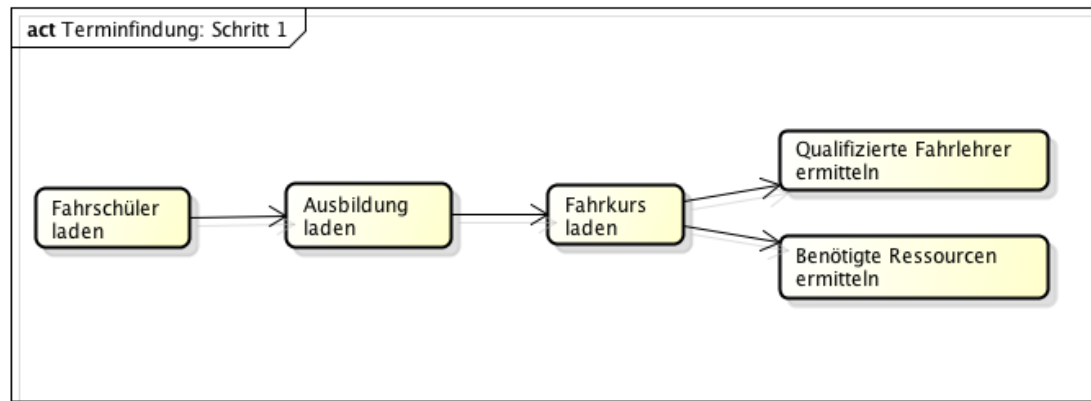 act Terminfindung: Schritt 1
Fahrschüler
laden
Ausbildung
laden
Fahrkurs
laden
Qualifizierte Fahrlehrer
ermitteln
Benötigte Ressourcen
ermitteln